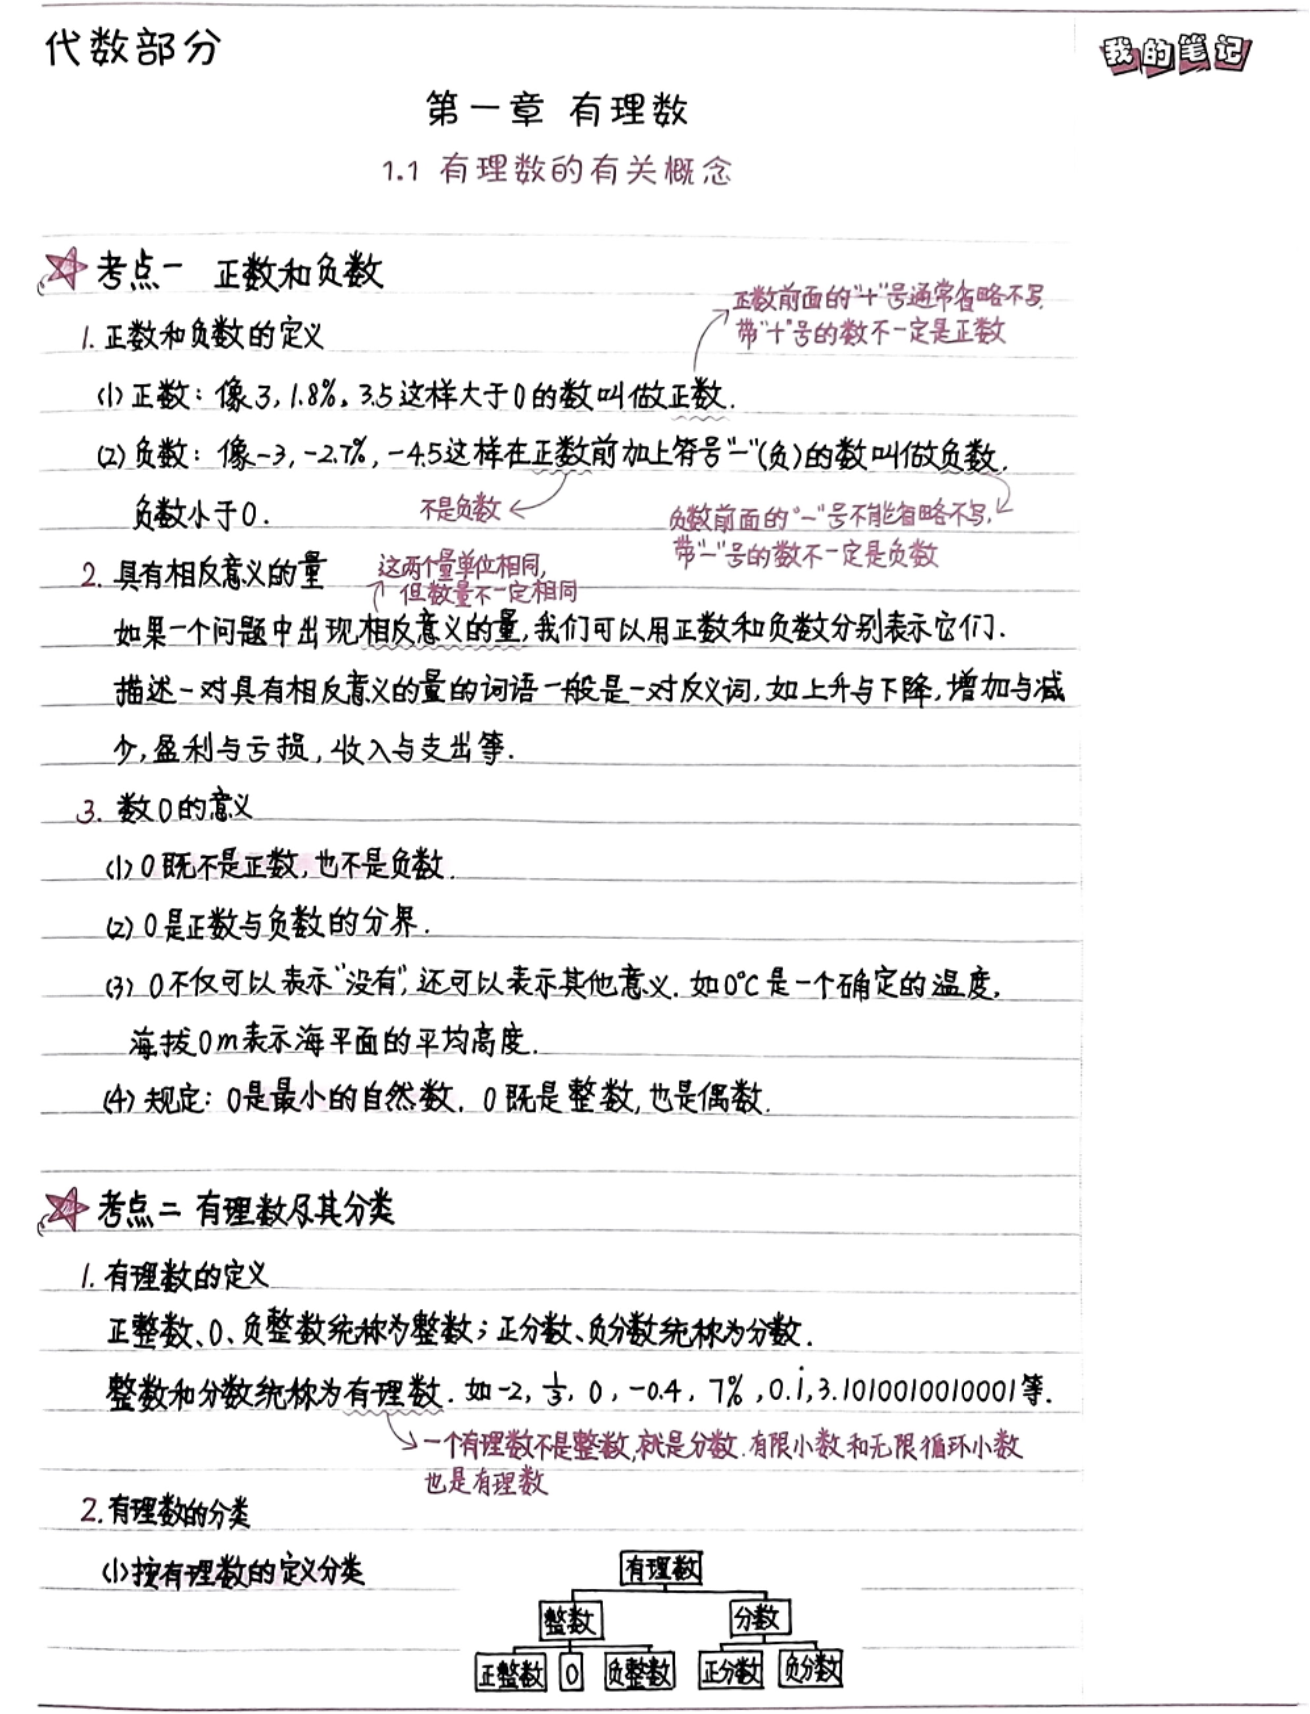 代数部分
我的笔记
第一章 有理数
1.1 有理数的有关概念
考点一 正数和负数
正数前面的“+”号通常省略不写.
带“+”号的数不一定是正数
1. 正数和负数的定义
(1) 正数：像3, 1.8%, 3.5这样大于0的数叫做正数.
(2) 负数：像-3, -2.7%, -4.5这样在正数前加上符号“-”(负)的数叫做负数.
负数小于0.
不是负数
负数前面的“-”号不能省略不写,
带“-”号的数不一定是负数
2. 具有相反意义的量
这两个量单位相同,
但数量不一定相同
如果一个问题中出现相反意义的量,我们可以用正数和负数分别表示它们.
描述一对具有相反意义的量的词语一般是一对反义词,如上升与下降,增加与减
少,盈利与亏损,收入与支出等.
3. 数0的意义
(1) 0既不是正数,也不是负数.
(2) 0是正数与负数的分界.
(3) 0不仅可以表示“没有”,还可以表示其他意义.如0℃是一个确定的温度,
海拔0m表示海平面的平均高度.
(4) 规定：0是最小的自然数. 0既是整数,也是偶数.
考点二 有理数及其分类
1. 有理数的定义
正整数、0、负整数统称为整数；正分数、负分数统称为分数.
整数和分数统称为有理数.如-2, 1/3, 0, -0.4, 7%, 0.i, 3.1010010010001等.
一个有理数不是整数,就是分数.有限小数和无限循环小数
也是有理数
2. 有理数的分类
(1) 按有理数的定义分类
有理数
整数 分数
正整数 0 负整数 正分数 负分数